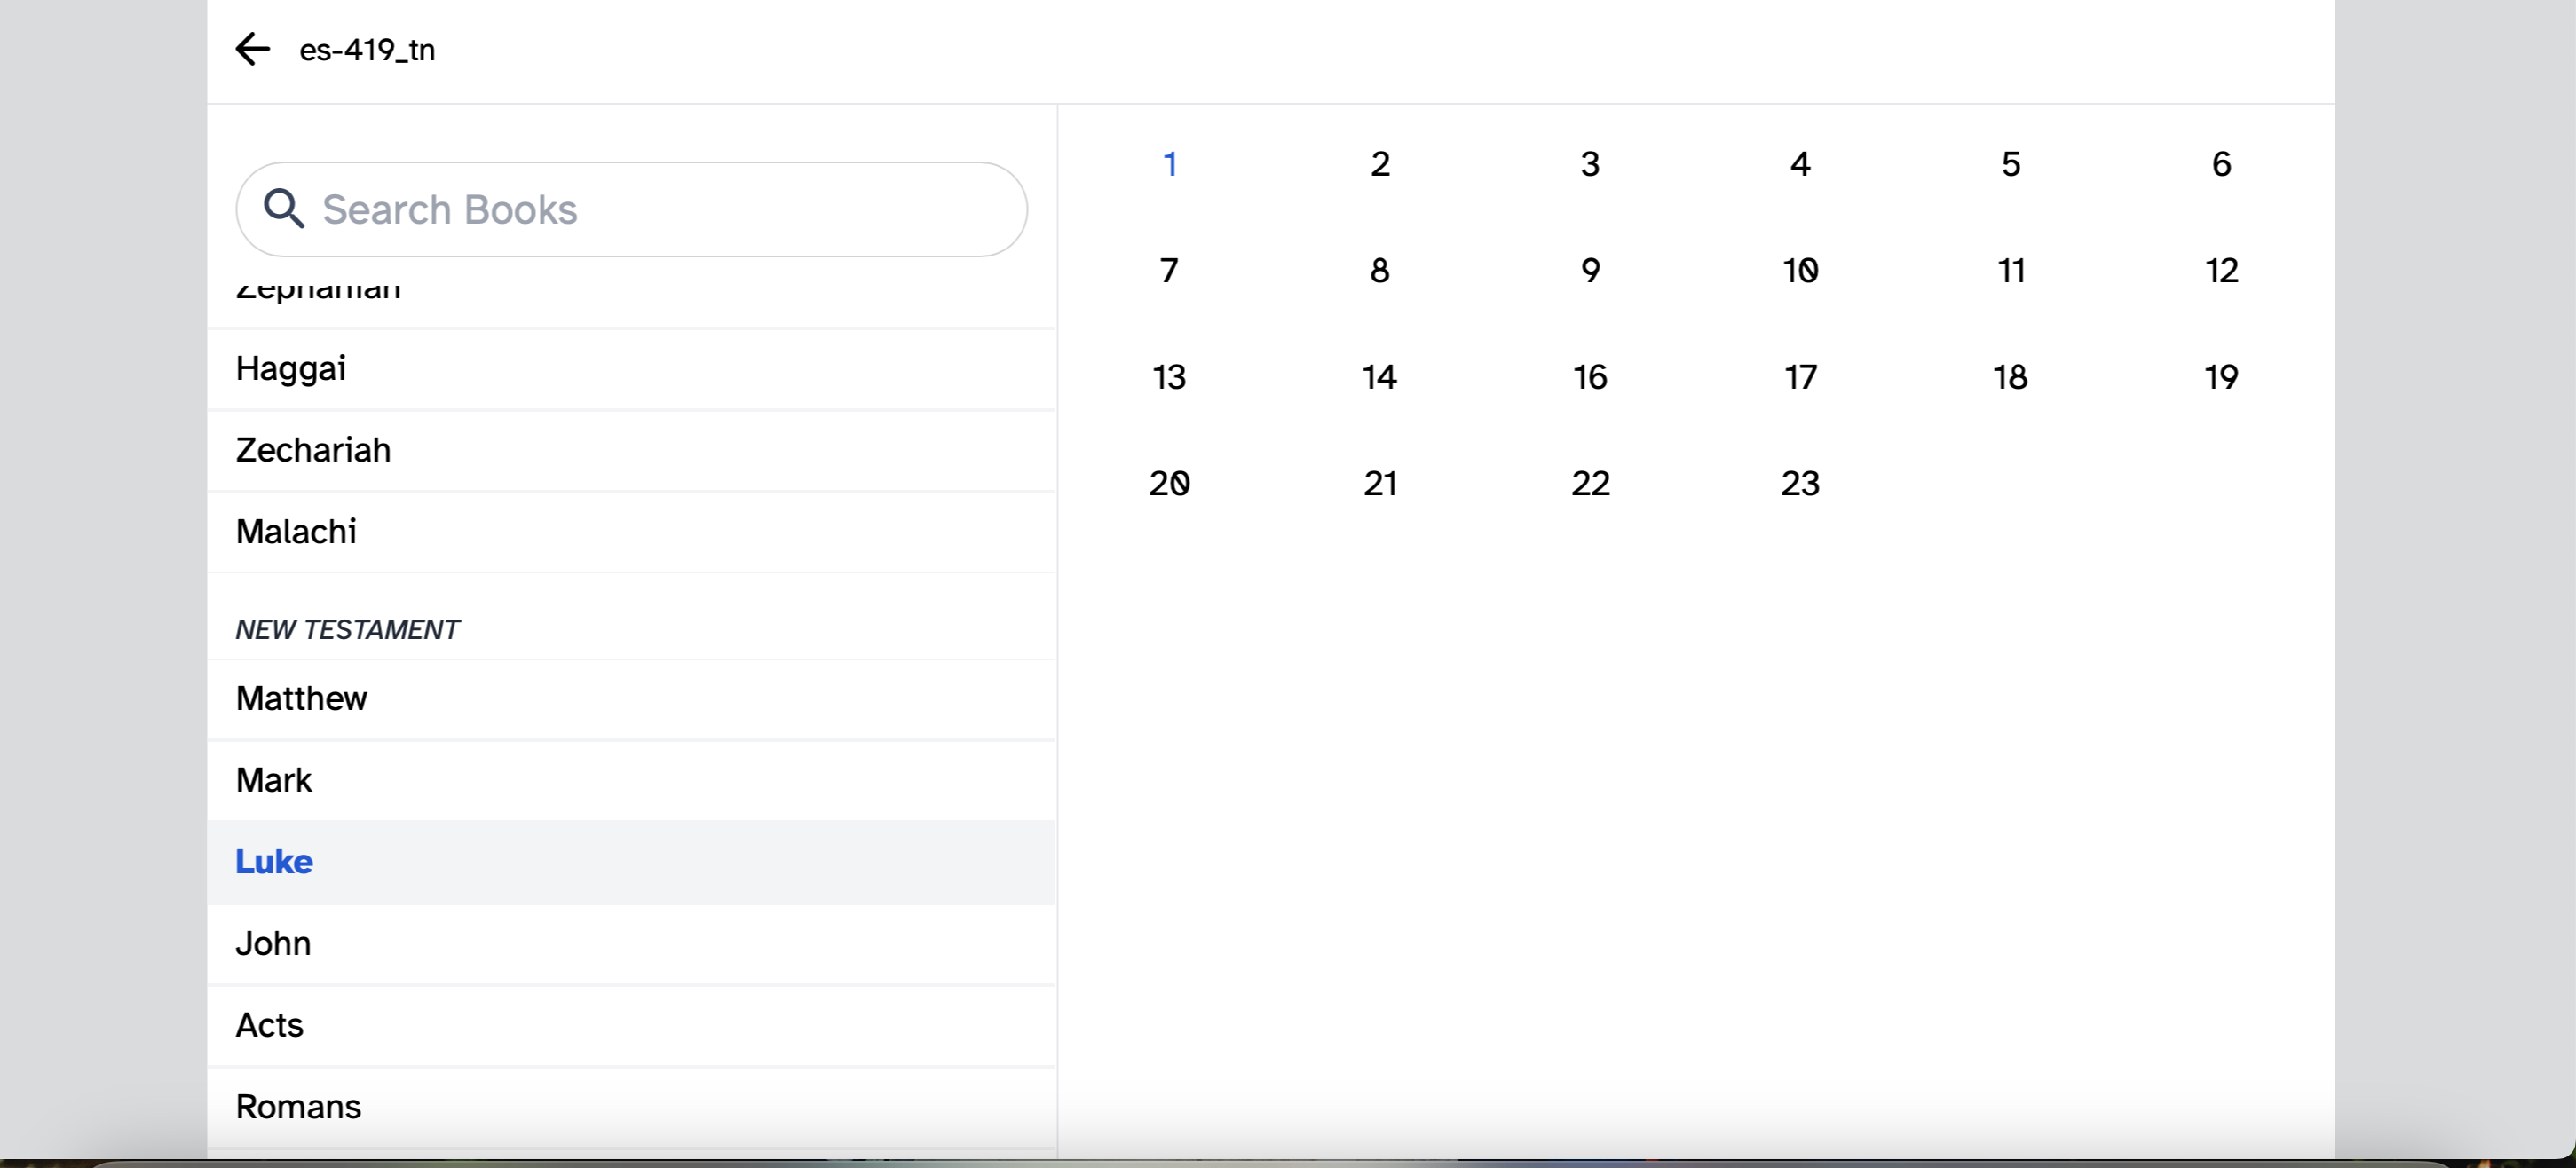 es-419_tn
Search Books
Zephaniah
Haggai
Zechariah
Malachi
NEW TESTAMENT
Matthew
Mark
Luke
John
Acts
Romans
1 2 3 4 5 6
7 8 9 10 11 12
13 14 16 17 18 19
20 21 22 23